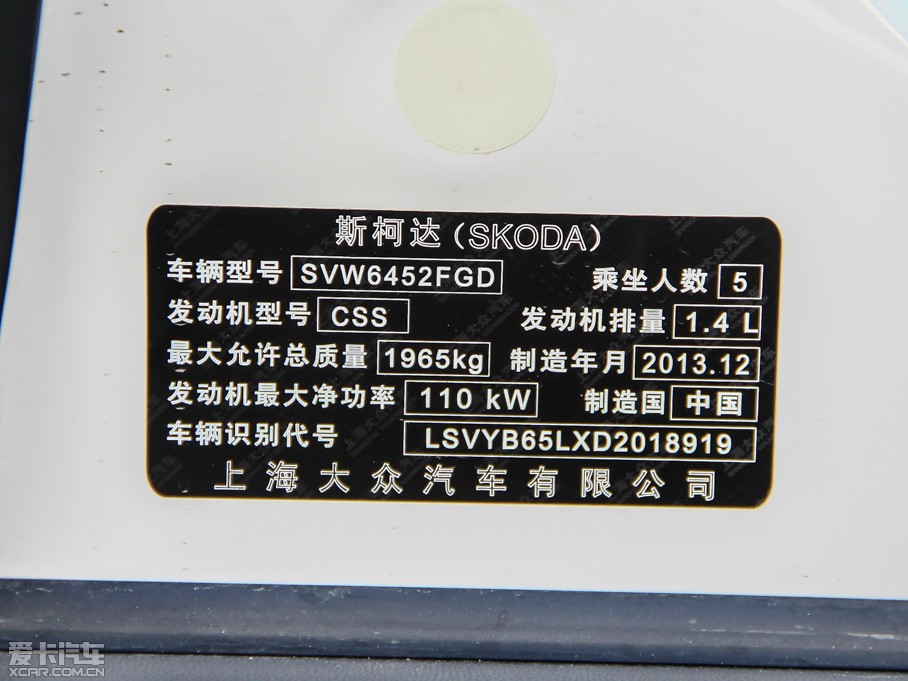 斯柯达(SKODA)
车辆型号 SVW6452FGD 乘坐人数 5
发动机型号 CSS 发动机排量 1.4 L
最大允许总质量 1965kg 制造年月 2013.12
发动机最大净功率 110 kW 制造国 中国
车辆识别代号 LSVYB65LXD2018919
上海大众汽车有限公司
爱卡汽车
XCAR.COM.CN